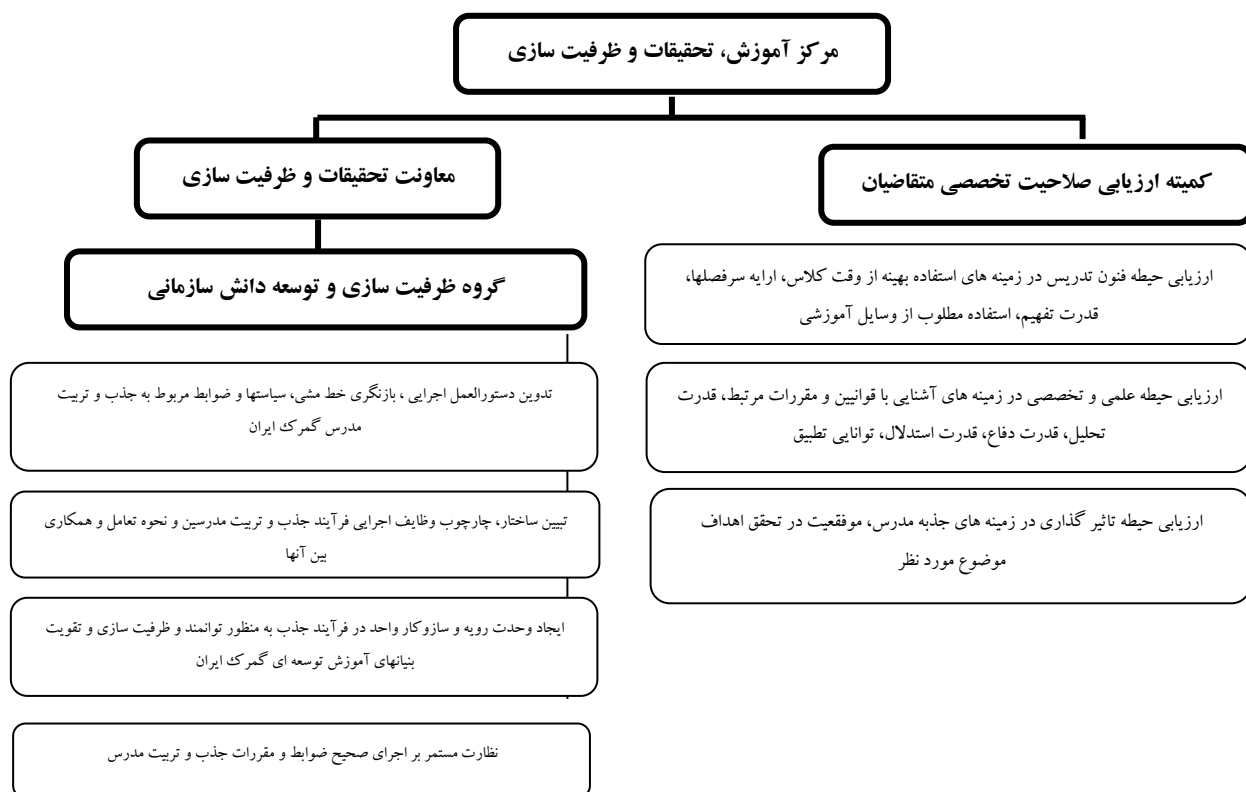 مرکز آموزش، تحقیقات و ظرفیت سازی
کمیته ارزیابی صلاحیت تخصصی متقاضیان
ارزیابی حیطه فنون تدریس در زمینه های استفاده بهینه از وقت کلاس، ارایه سرفصلها،
قدرت تفهیم، استفاده مطلوب از وسایل آموزشی
ارزیابی حیطه علمی و تخصصی در زمینه های آشنایی با قوانین و مقررات مرتبط، قدرت
تحلیل، قدرت دفاع، قدرت استدلال، توانایی تطبیق
ارزیابی حیطه تاثیر گذاری در زمینه های جذبه مدرس، موفقعیت در تحقق اهداف
موضوع مورد نظر
معاونت تحقیقات و ظرفیت سازی
گروه ظرفیت سازی و توسعه دانش سازمانی
تدوین دستورالعمل اجرایی ، بازنگری خط مشی، سیاستها و ضوابط مربوط به جذب و تربیت
مدرس گمرک ایران
تبیین ساختار، چارچوب وظایف اجرایی فرآیند جذب و تربیت مدرسین و نحوه تعامل و همکاری
بین آنها
ایجاد وحدت رویه و سازوکار واحد در فرآیند جذب به منظور توانمند و ظرفیت سازی و تقویت
بنیانهای آموزش توسعه ای گمرک ایران
نظارت مستمر بر اجرای صحیح ضوابط و مقررات جذب و تربیت مدرس